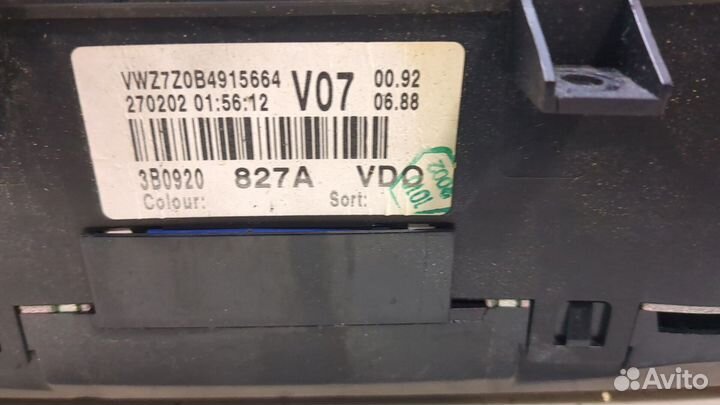 VWZ7Z0B4915664 V07 00.92
270202 01:56:12 06.88
3B0920 827A VDO
Colour: Sort:
Avito